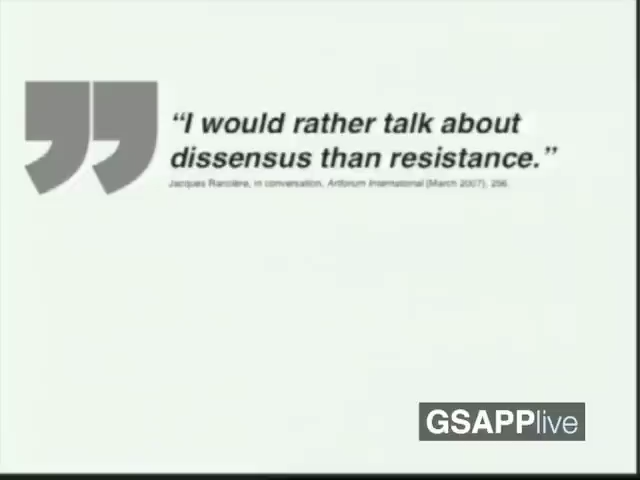 “I would rather talk about
dissensus than resistance.”
Jacques Rancière, in conversation, Artforum International (March 2007), 256.
GSAPPlive